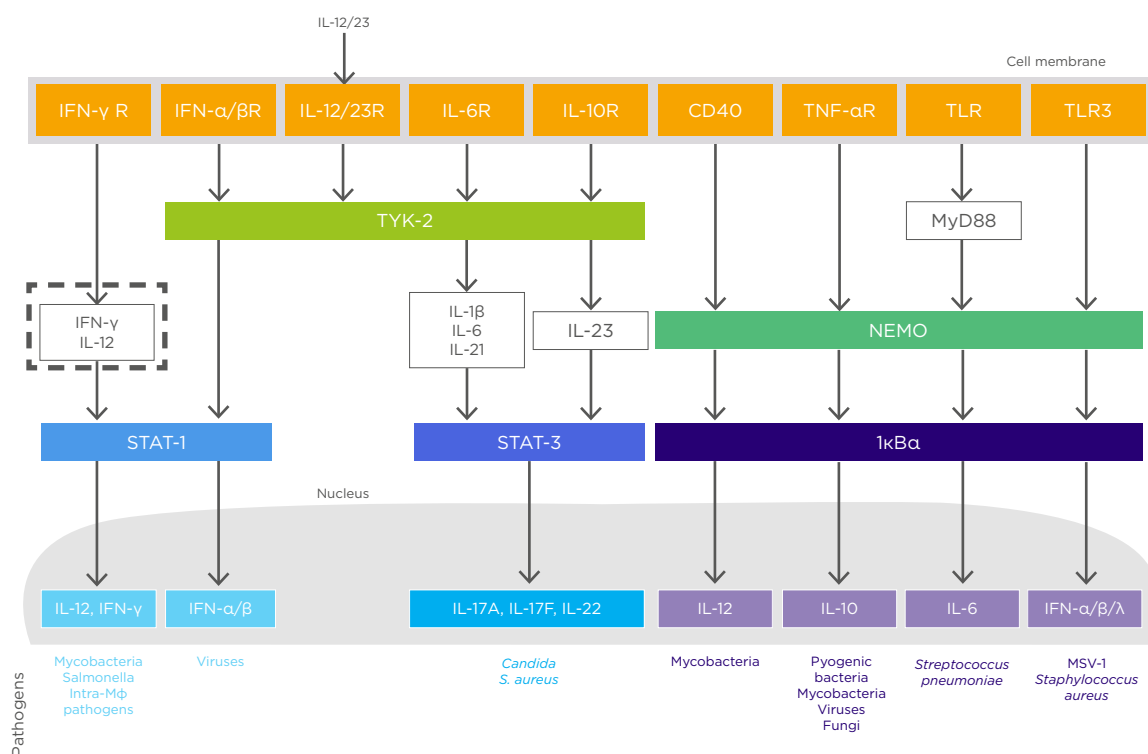 IL-12/23
Cell membrane
IFN-γ R
IFN-α/βR
IL-12/23R
IL-6R
IL-10R
CD40
TNF-αR
TLR
TLR3
TYK-2
MyD88
IFN-γ
IL-12
IL-1β
IL-6
IL-21
IL-23
NEMO
STAT-1
STAT-3
1κBα
Nucleus
IL-12, IFN-γ
IFN-α/β
IL-17A, IL-17F, IL-22
IL-12
IL-10
IL-6
IFN-α/β/λ
Pathogens
Mycobacteria
Salmonella
Intra-Mϕ
pathogens
Viruses
Candida
S. aureus
Mycobacteria
Pyogenic
bacteria
Mycobacteria
Viruses
Fungi
Streptococcus
pneumoniae
MSV-1
Staphylococcus
aureus